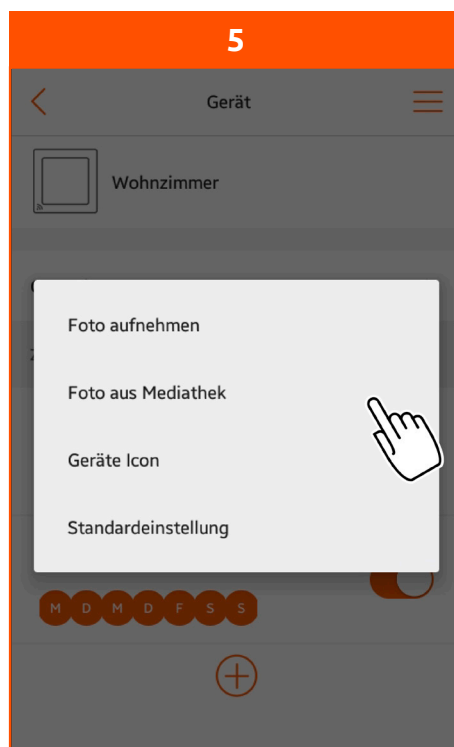 5
Gerät
Wohnzimmer
Foto aufnehmen
Foto aus Mediathek
Geräte Icon
Standardeinstellung
M D M D F S S